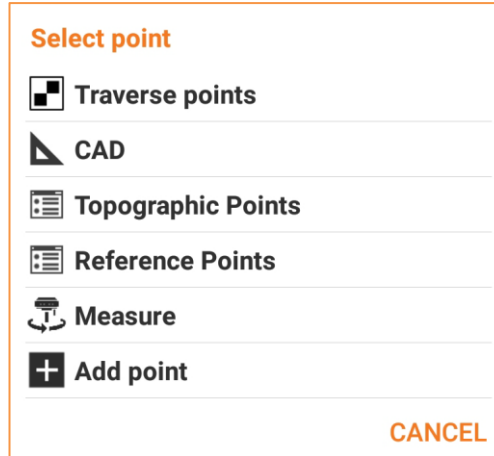 Select point
Traverse points
CAD
Topographic Points
Reference Points
Measure
Add point
CANCEL